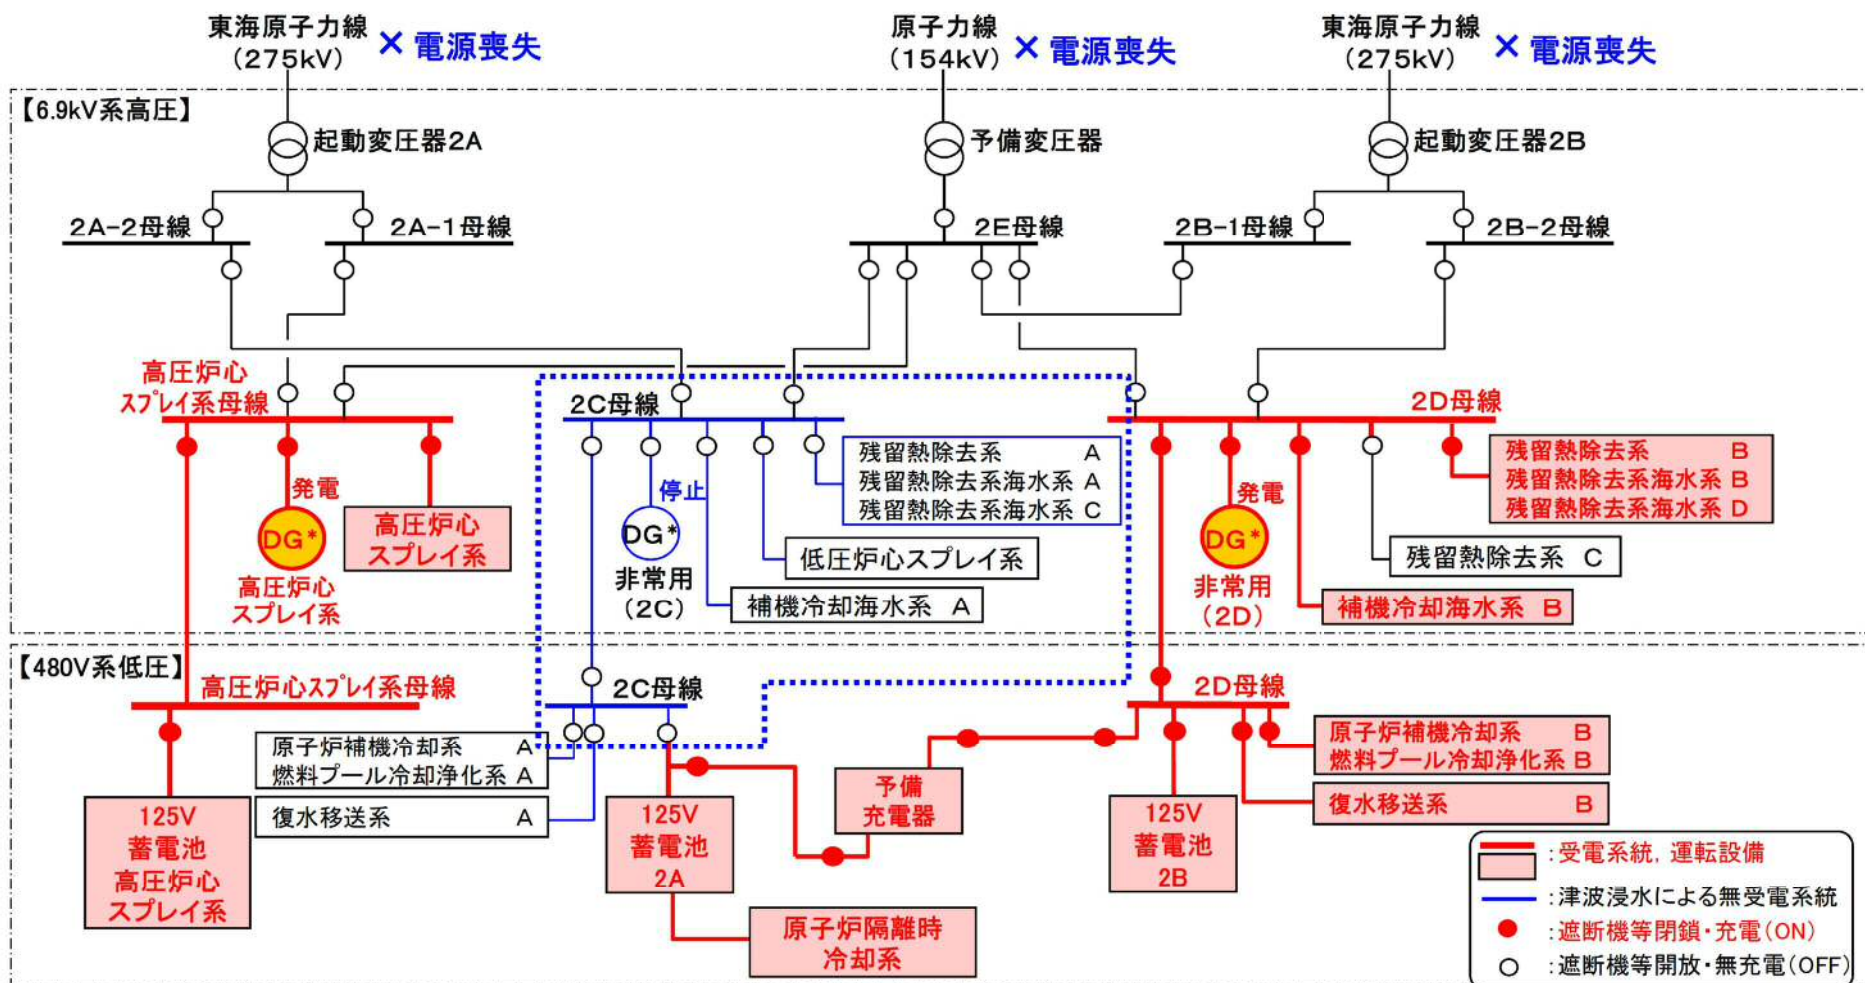 東海原子力線
(275kV)
× 電源喪失
原子力線
(154kV)
× 電源喪失
東海原子力線
(275kV)
× 電源喪失
【6.9kV系高圧】
起動変圧器2A
予備変圧器
起動変圧器2B
2A-2母線
2A-1母線
2E母線
2B-1母線
2B-2母線
高圧炉心
スプレイ系母線
2C母線
2D母線
発電
DG*
高圧炉心
スプレイ系
高圧炉心
スプレイ系
停止
DG*
非常用
(2C)
残留熱除去系 A
残留熱除去系海水系 A
残留熱除去系海水系 C
低圧炉心スプレイ系
補機冷却海水系 A
発電
DG*
非常用
(2D)
残留熱除去系 B
残留熱除去系海水系 B
残留熱除去系海水系 D
残留熱除去系 C
補機冷却海水系 B
【480V系低圧】
高圧炉心スプレイ系母線
2C母線
2D母線
原子炉補機冷却系 A
燃料プール冷却浄化系 A
復水移送系 A
125V
蓄電池
高圧炉心
スプレイ系
125V
蓄電池
2A
予備
充電器
125V
蓄電池
2B
原子炉補機冷却系 B
燃料プール冷却浄化系 B
復水移送系 B
原子炉隔離時
冷却系
:受電系統，運転設備
:津波浸水による無受電系統
:遮断機等閉鎖・充電(ON)
:遮断機等開放・無充電(OFF)